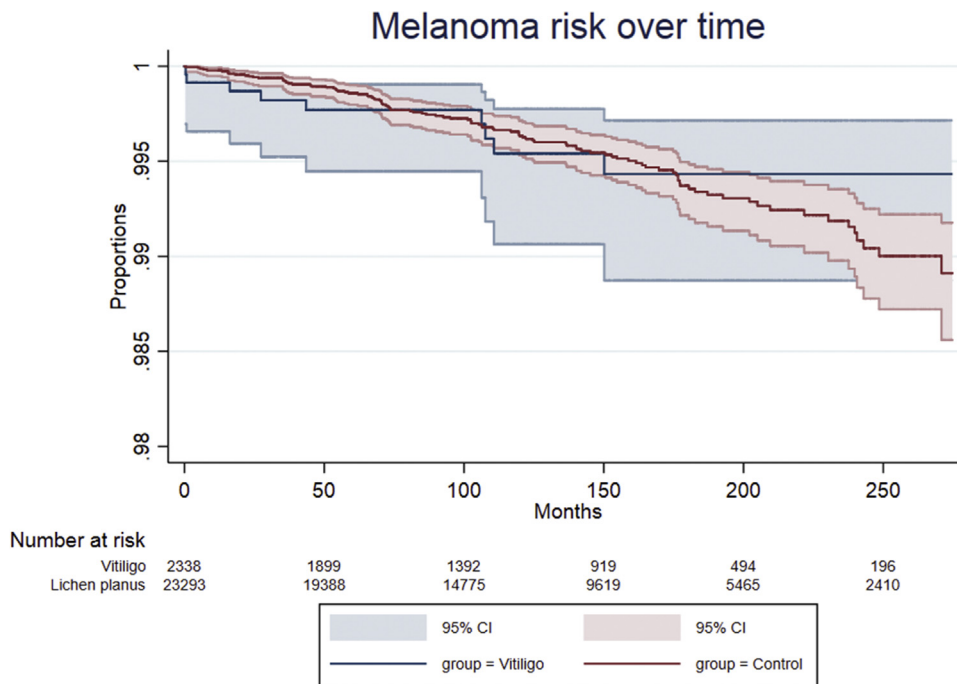 Melanoma risk over time
1
.995
.99
.985
.98
Proportions
0 50 100 150 200 250
Months
Number at risk
Vitiligo 2338 1899 1392 919 494 196
Lichen planus 23293 19388 14775 9619 5465 2410
95% CI 95% CI
group = Vitiligo group = Control